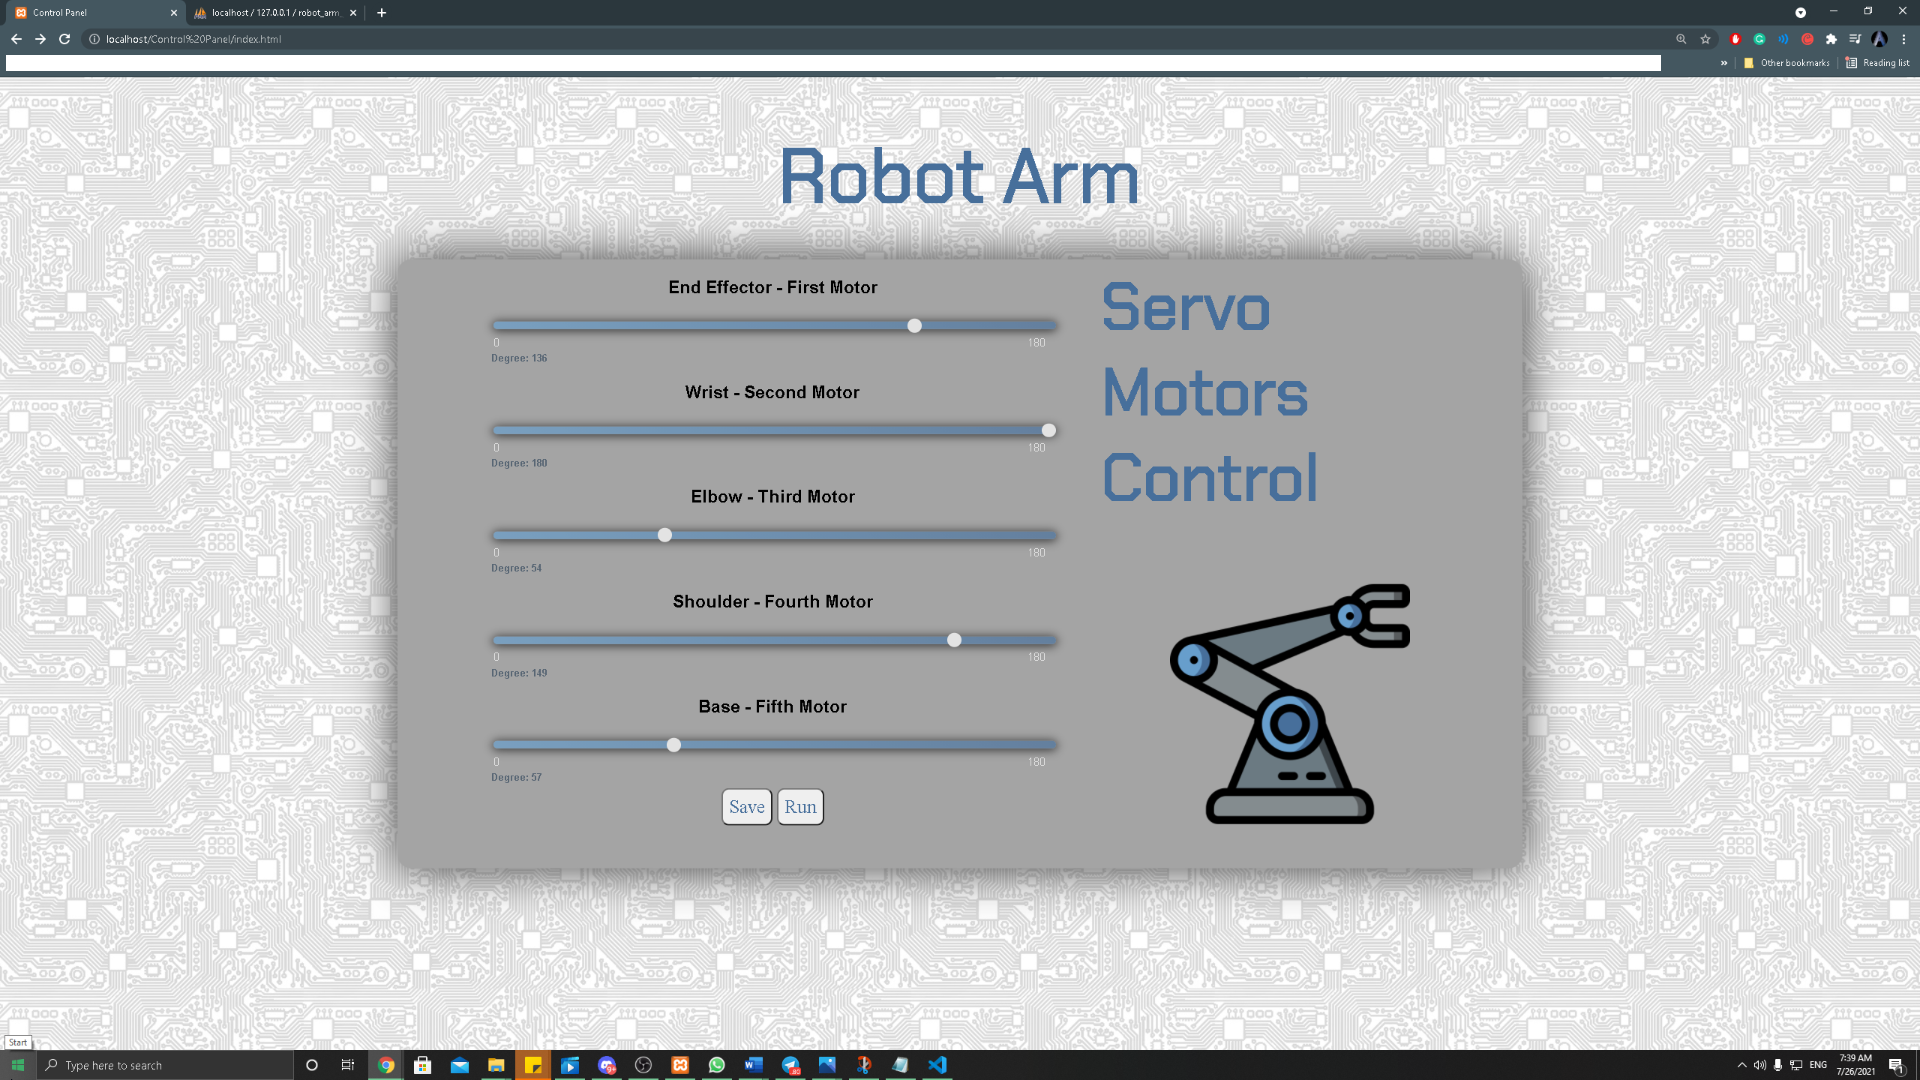 Control Panel
localhost / 127.0.0.1 / robot_arm_
localhost/Control%20Panel/index.html
» Other bookmarks Reading list
Robot Arm
End Effector - First Motor
0 180
Degree: 136
Wrist - Second Motor
0 180
Degree: 180
Elbow - Third Motor
0 180
Degree: 54
Shoulder - Fourth Motor
0 180
Degree: 149
Base - Fifth Motor
0 180
Degree: 57
Save Run
Servo
Motors
Control
Start
Type here to search
ENG
7:39 AM
7/26/2021